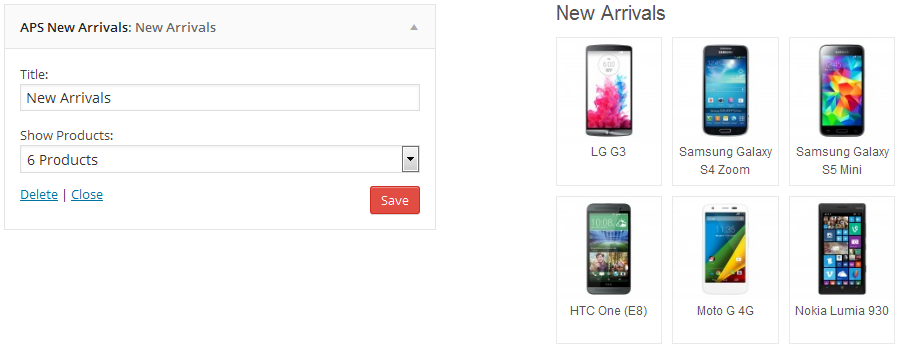 APS New Arrivals: New Arrivals
Title:
New Arrivals
Show Products:
6 Products
Delete | Close
Save
New Arrivals
LG G3
Samsung Galaxy
S4 Zoom
Samsung Galaxy
S5 Mini
HTC One (E8)
Moto G 4G
Nokia Lumia 930